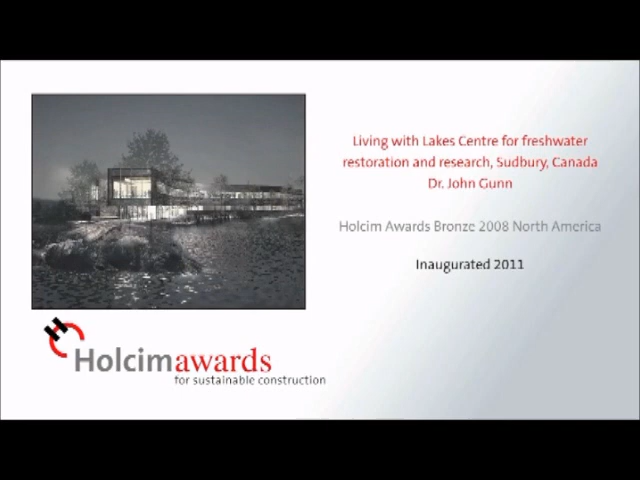 Living with Lakes Centre for freshwater
restoration and research, Sudbury, Canada
Dr. John Gunn
Holcim Awards Bronze 2008 North America
Inaugurated 2011
Holcimawards
for sustainable construction